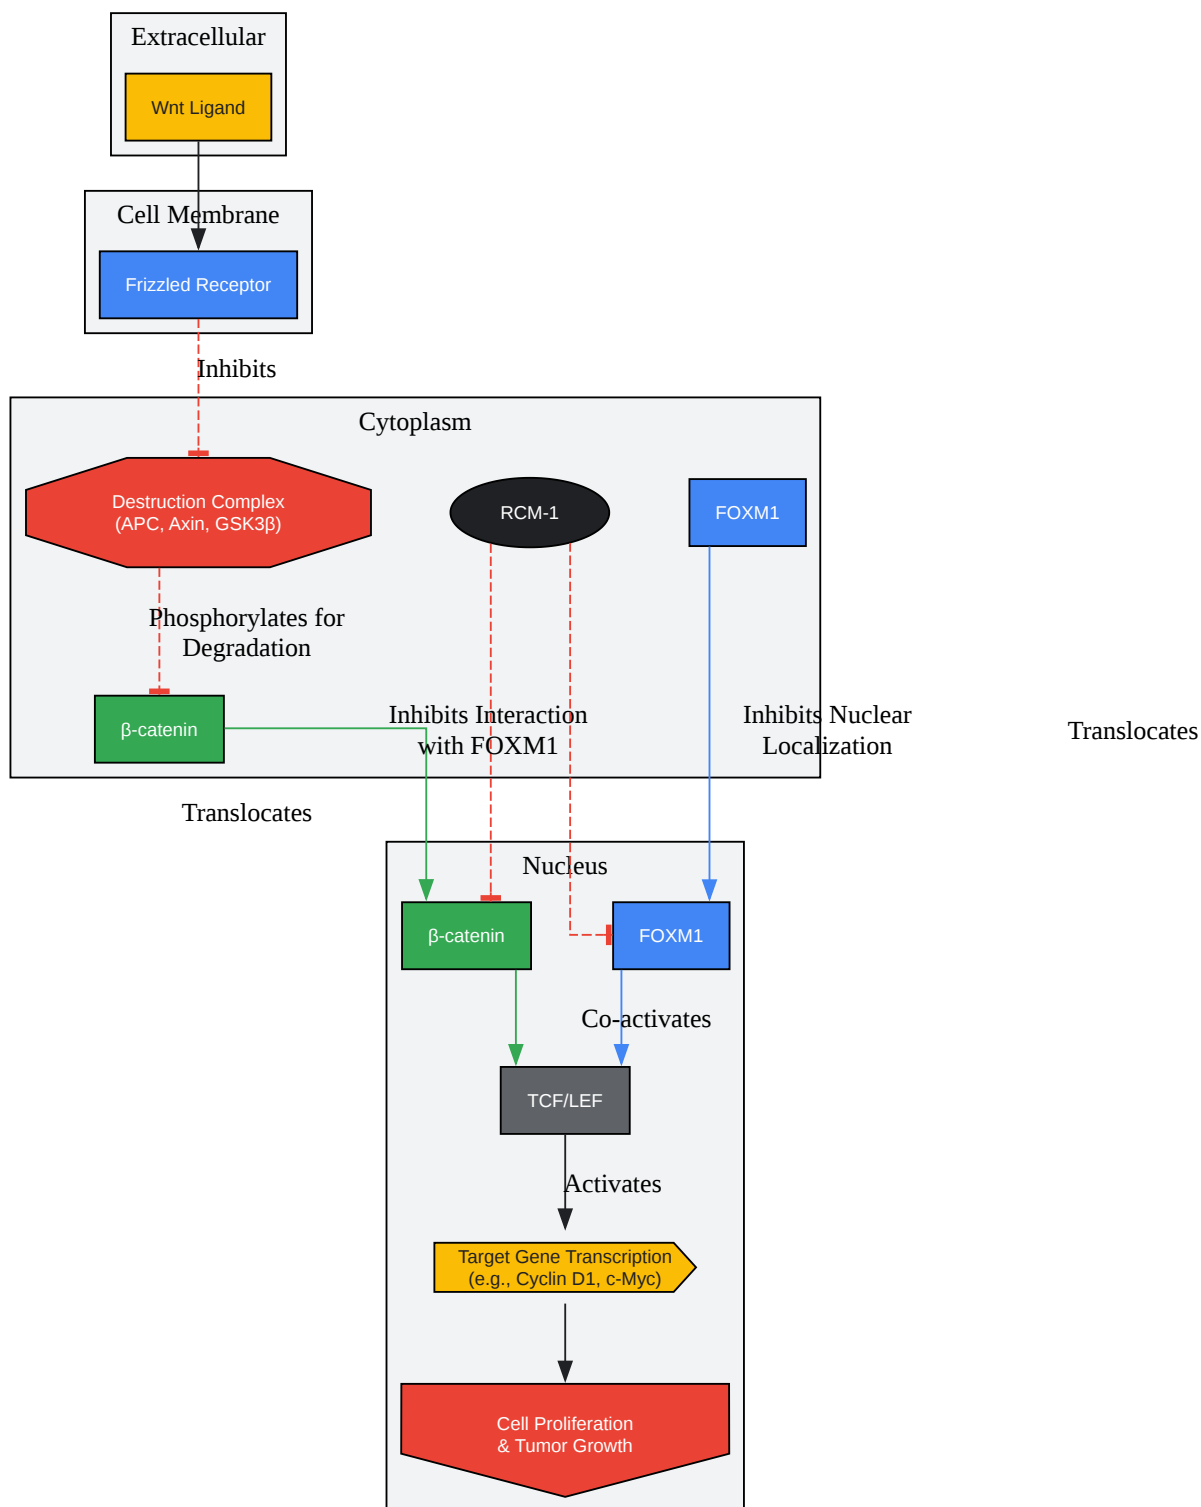 Extracellular
Wnt Ligand
Cell Membrane
Frizzled Receptor
Inhibits
Cytoplasm
Destruction Complex
(APC, Axin, GSK3β)
RCM-1
FOXM1
Phosphorylates for
Degradation
β-catenin
Inhibits Interaction
with FOXM1
Inhibits Nuclear
Localization
Translocates
Translocates
Nucleus
β-catenin
FOXM1
Co-activates
TCF/LEF
Activates
Target Gene Transcription
(e.g., Cyclin D1, c-Myc)
Cell Proliferation
& Tumor Growth